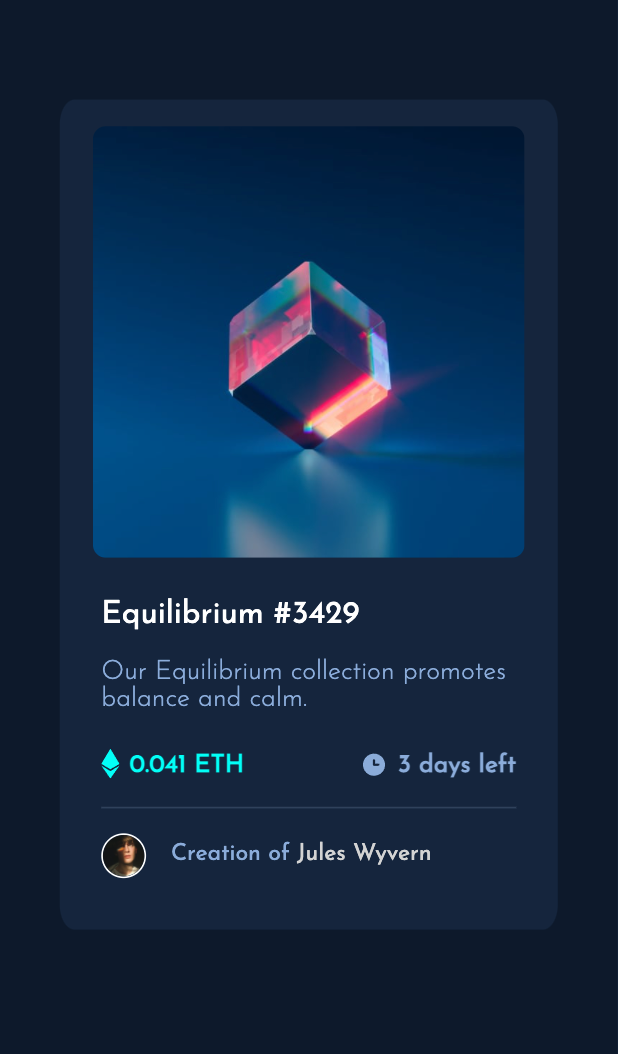 Equilibrium #3429
Our Equilibrium collection promotes
balance and calm.
0.041 ETH 3 days left
Creation of Jules Wyvern